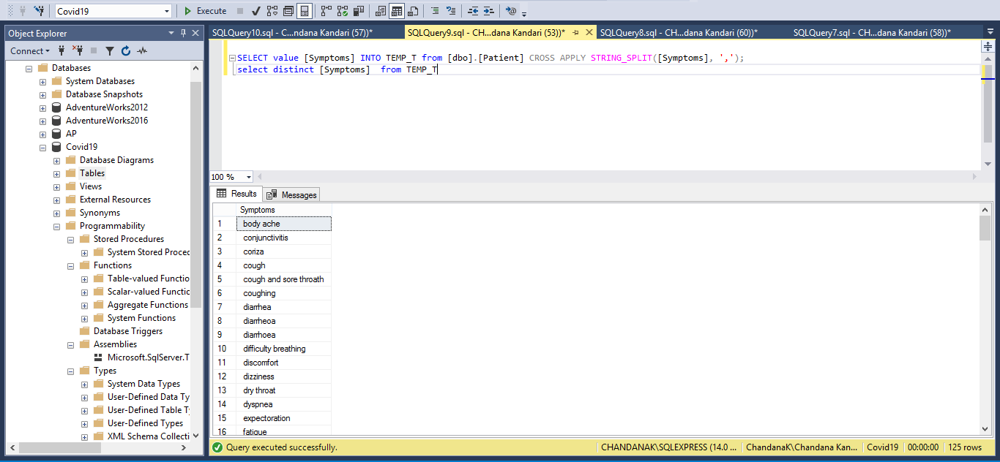 Covid19
Execute
Object Explorer
Connect
Databases
System Databases
Database Snapshots
AdventureWorks2012
AdventureWorks2016
AP
Covid19
Database Diagrams
Tables
Views
External Resources
Synonyms
Programmability
Stored Procedures
System Stored Procec
Functions
Table-valued Functio
Scalar-valued Functio
Aggregate Functions
System Functions
Database Triggers
Assemblies
Microsoft.SqlServer.T
Types
System Data Types
User-Defined Data Ty
User-Defined Table T
User-Defined Types
XML Schema Collecti
SQLQuery10.sql - C...ndana Kandari (57))*
SQLQuery9.sql - CH...dana Kandari (53))*
SQLQuery8.sql - CH...dana Kandari (60))*
SQLQuery7.sql - CH...dana Kandari (58))*
SELECT value [Symptoms] INTO TEMP_T from [dbo].[Patient] CROSS APPLY STRING_SPLIT([Symptoms], ',');
select distinct [Symptoms]  from TEMP_T
100 %
Results
Messages
Symptoms
1 body ache
2 conjunctivitis
3 coriza
4 cough
5 cough and sore throath
6 coughing
7 diarrhea
8 diarrheoa
9 diarrhoea
10 difficulty breathing
11 discomfort
12 dizziness
13 dry throat
14 dyspnea
15 expectoration
16 fatigue
Query executed successfully.
CHANDANAK\SQLEXPRESS (14.0 ...
ChandanaK\Chandana Kan...
Covid19
00:00:00
125 rows